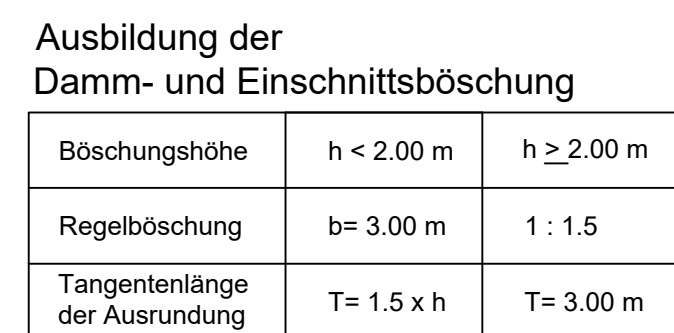 Ausbildung der
Damm- und Einschnittsböschung
Böschungshöhe h < 2.00 m h ≥ 2.00 m
Regelböschung b= 3.00 m 1 : 1.5
Tangentenlänge
der Ausrundung T= 1.5 x h T= 3.00 m